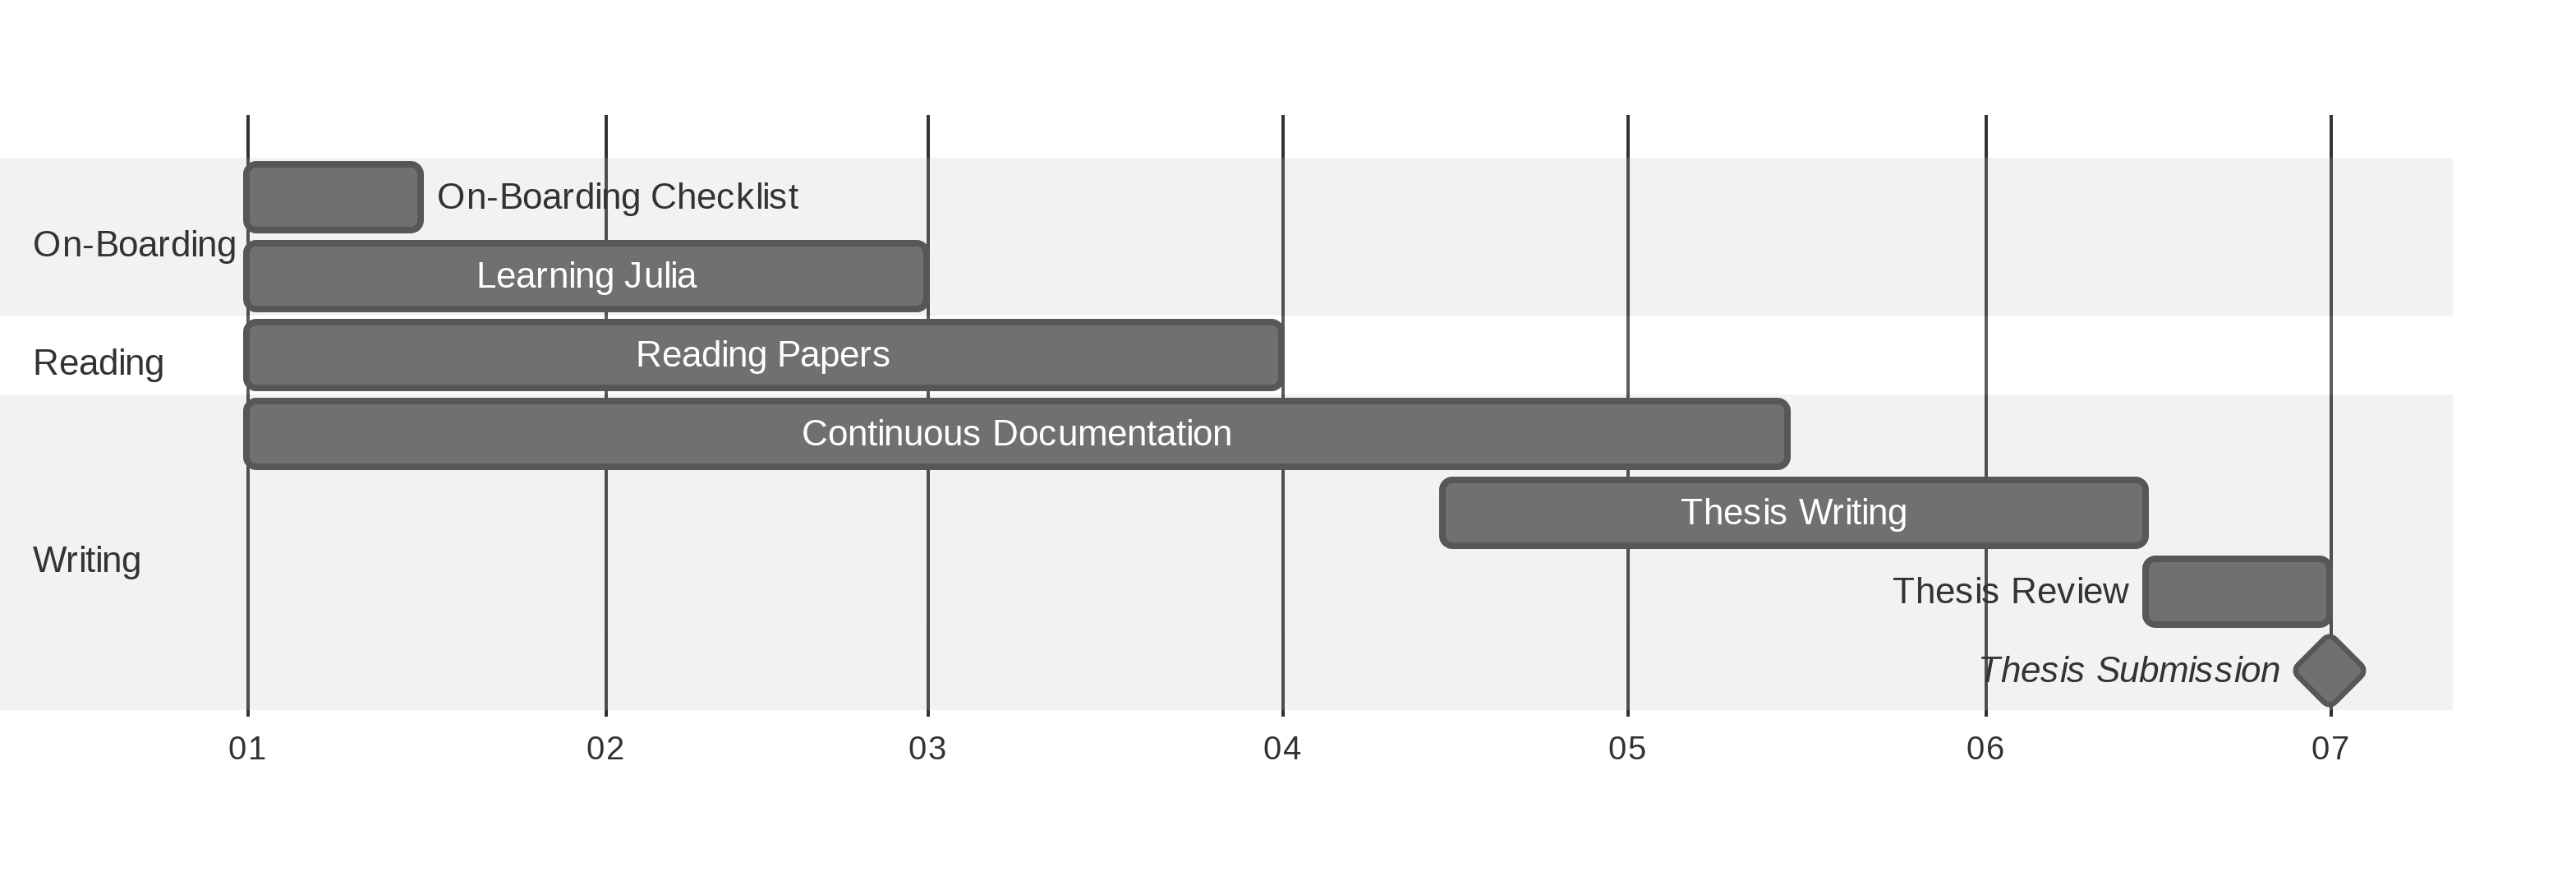 On-Boarding Checklist
On-Boarding
Learning Julia
Reading Papers
Reading
Continuous Documentation
Thesis Writing
Writing
Thesis Review
Thesis Submission
01 02 03 04 05 06 07